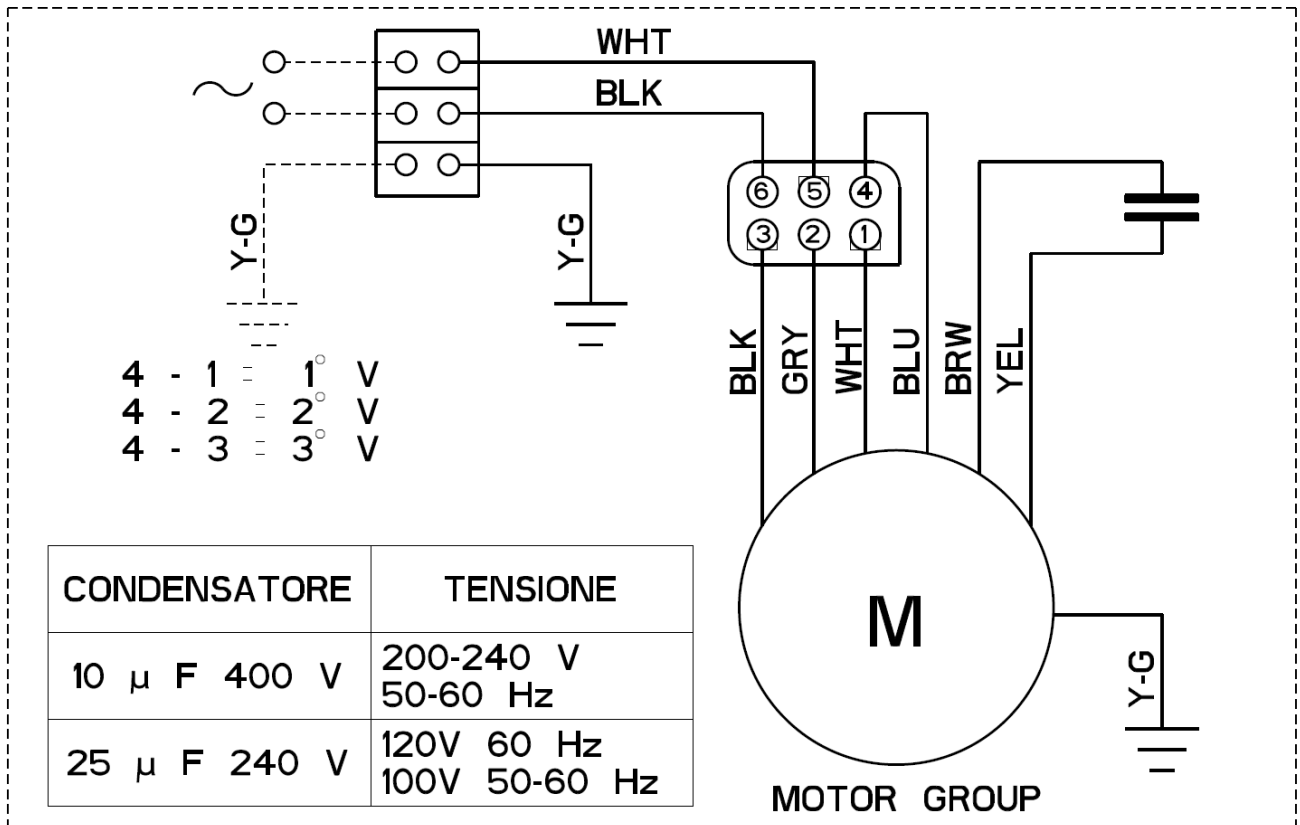 WHT
BLK
6 5 4
3 2 1
Y-G
Y-G
BLK
GRY
WHT
BLU
BRW
YEL
4 - 1 = 1° V
4 - 2 = 2° V
4 - 3 = 3° V
CONDENSATORE TENSIONE
10 µ F 400 V
200-240 V
50-60 Hz
25 µ F 240 V
120V 60 Hz
100V 50-60 Hz
M
Y-G
MOTOR GROUP